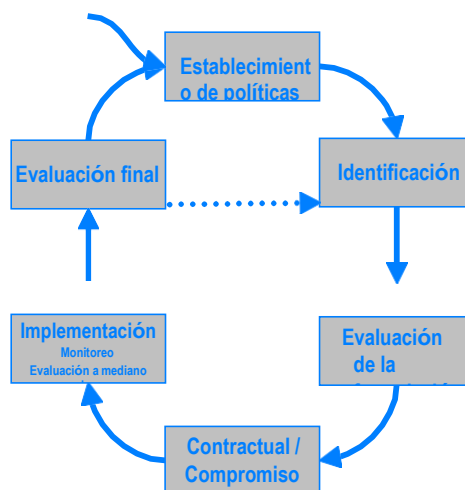 Establecimient
o de políticas
Evaluación final
Identificación
Implementación
Monitoreo
Evaluación a mediano
Evaluación
de la
Contractual /
Compromiso